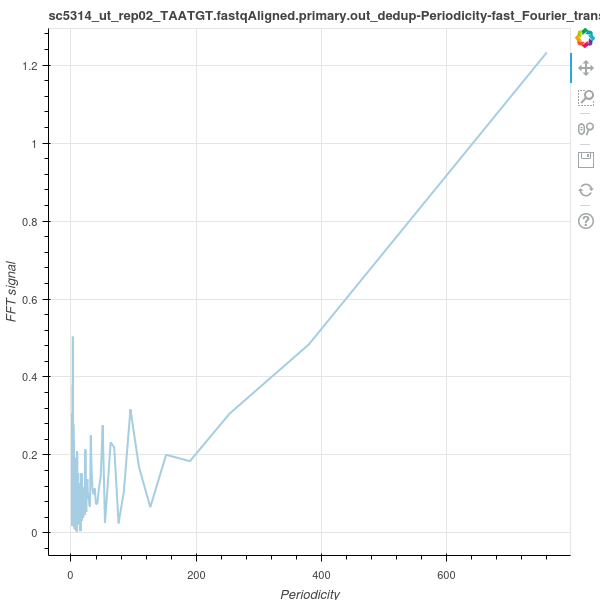 sc5314_ut_rep02_TAATGT.fastqAligned.primary.out_dedup-Periodicity-fast_Fourier_trans
1.2
1
0.8
0.6
0.4
0.2
0
FFT signal
0 200 400 600
Periodicity